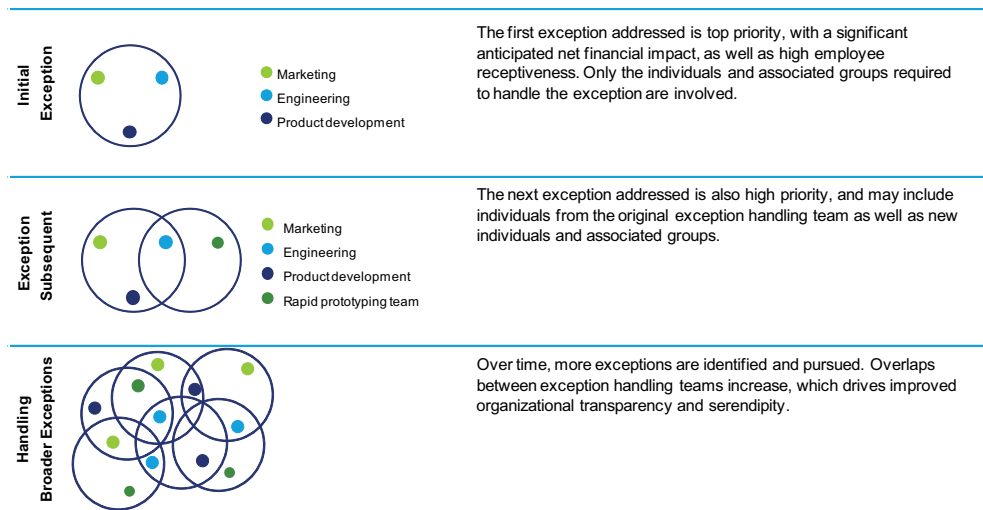 Initial
Exception
Marketing
Engineering
Product development
The first exception addressed is top priority, with a significant
anticipated net financial impact, as well as high employee
receptiveness. Only the individuals and associated groups required
to handle the exception are involved.
Exception
Subsequent
Marketing
Engineering
Product development
Rapid prototyping team
The next exception addressed is also high priority, and may include
individuals from the original exception handling team as well as new
individuals and associated groups.
Handling
Broader Exceptions
Over time, more exceptions are identified and pursued. Overlaps
between exception handling teams increase, which drives improved
organizational transparency and serendipity.